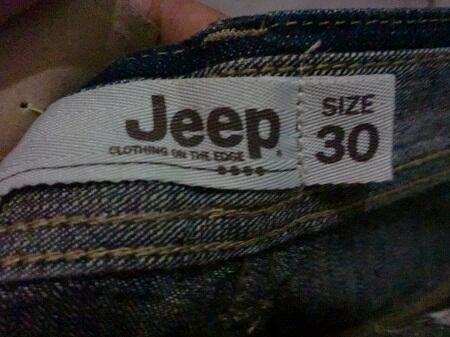 Jeep
CLOTHING ON THE EDGE
SIZE
30